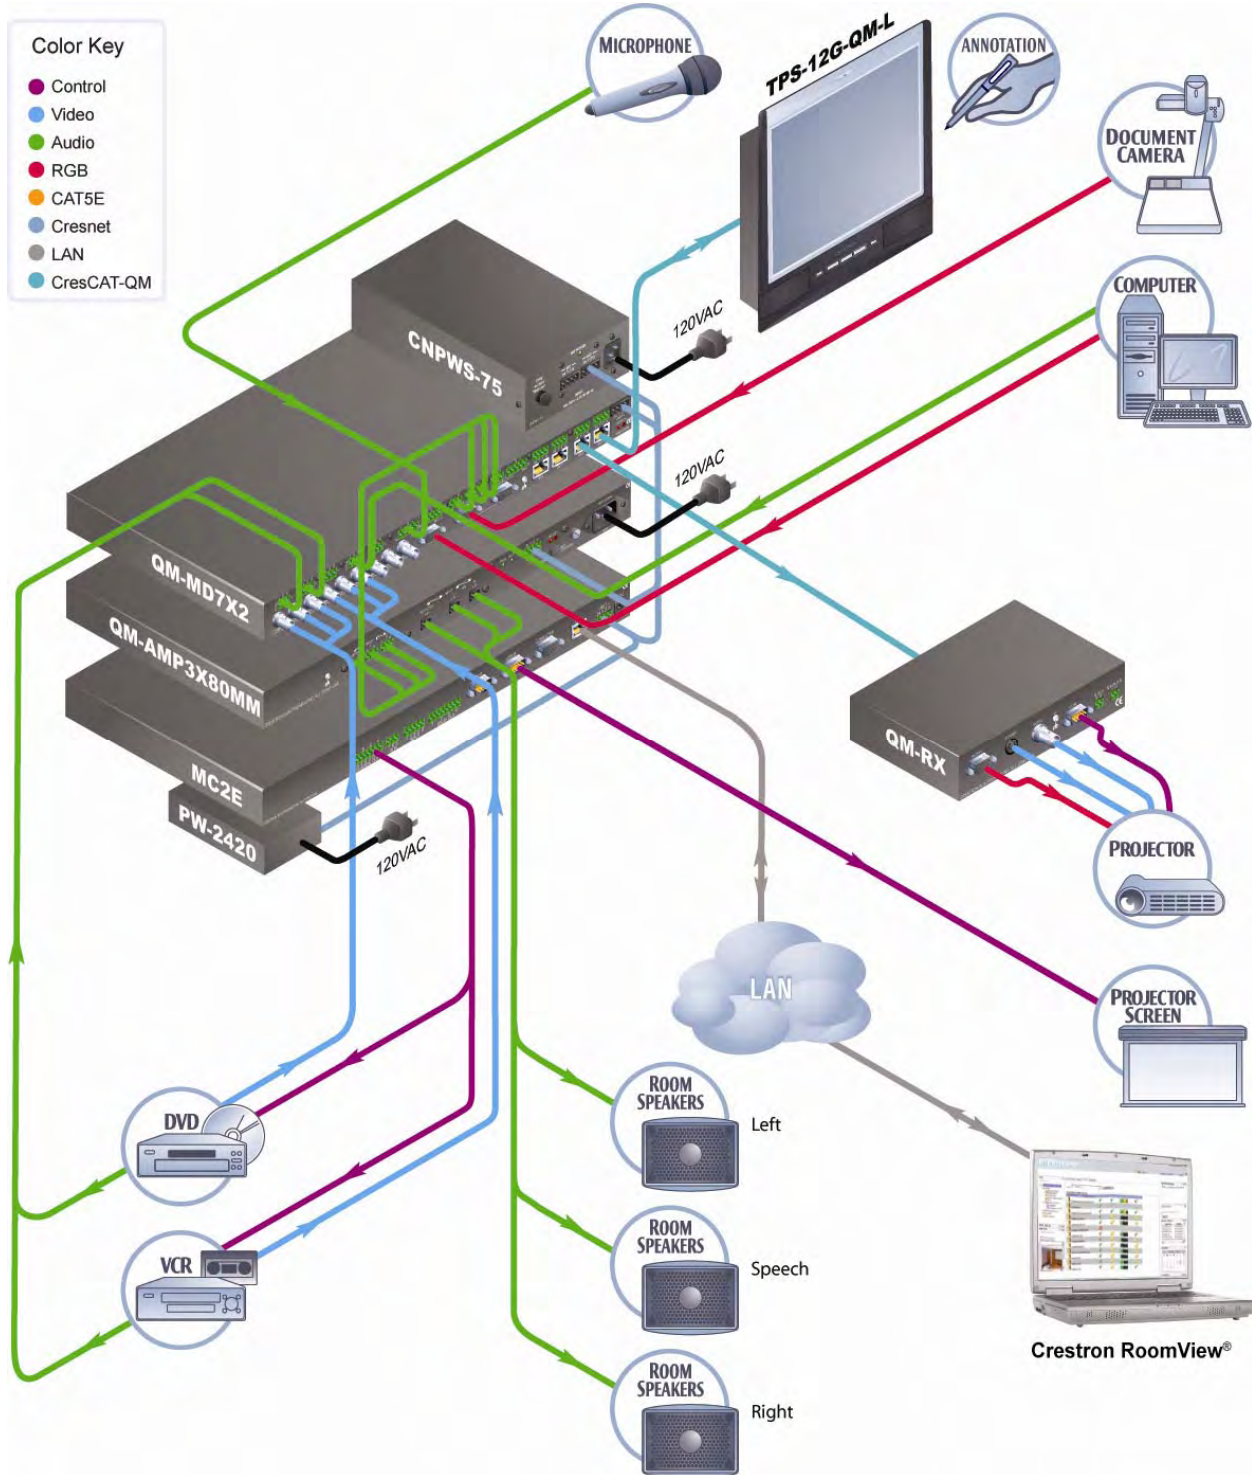 Color Key
Control
Video
Audio
RGB
CAT5E
Cresnet
LAN
CresCAT-QM
MICROPHONE
TPS-12G-QM-L
ANNOTATION
DOCUMENT
CAMERA
COMPUTER
CNPWS-75
120VAC
120VAC
QM-MD7X2
QM-AMP3X80MM
MC2E
PW-2420
120VAC
QM-RX
PROJECTOR
LAN
PROJECTOR
SCREEN
DVD
VCR
ROOM
SPEAKERS
Left
ROOM
SPEAKERS
Speech
ROOM
SPEAKERS
Right
Crestron RoomView®